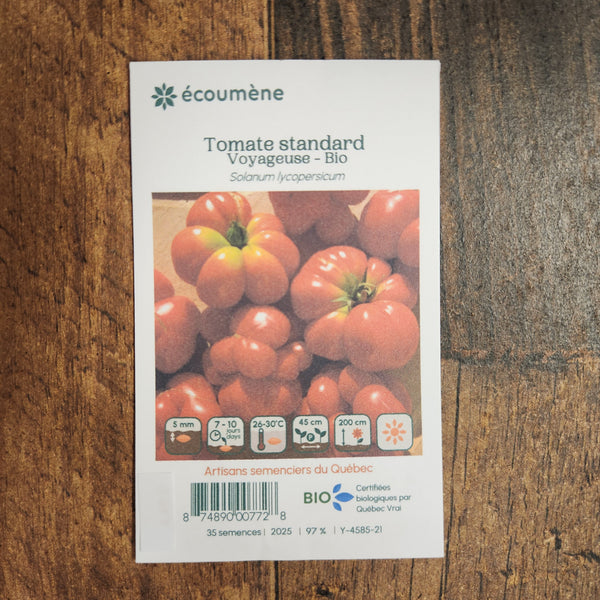 écoumène
Tomate standard
Voyageuse - Bio
Solanum lycopersicum
5 mm
7 - 10
jours
days
26-30°C
45 cm
P
200 cm
Artisans semenciers du Québec
8 74890 00772 8
BIO
Certifiées
biologiques par
Québec Vrai
35 semences | 2025 | 97 % | Y-4585-21